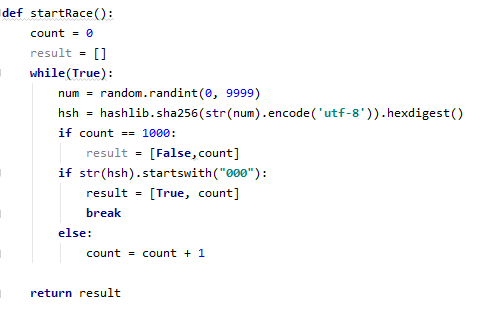 def startRace():
    count = 0
    result = []
    while(True):
        num = random.randint(0, 9999)
        hsh = hashlib.sha256(str(num).encode('utf-8')).hexdigest()
        if count == 1000:
            result = [False,count]
        if str(hsh).startswith("000"):
            result = [True, count]
            break
        else:
            count = count + 1
    return result